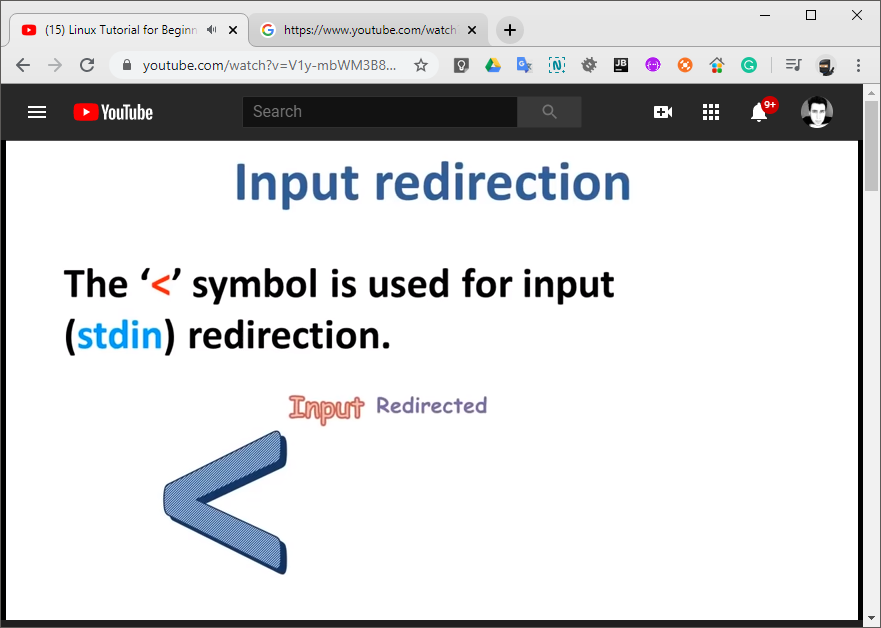 (15) Linux Tutorial for Beginn
https://www.youtube.com/watch
youtube.com/watch?v=V1y-mbWM3B8...
JB
YouTube
Search
9+
Input redirection
The ‘<’ symbol is used for input
(stdin) redirection.
Input Redirected